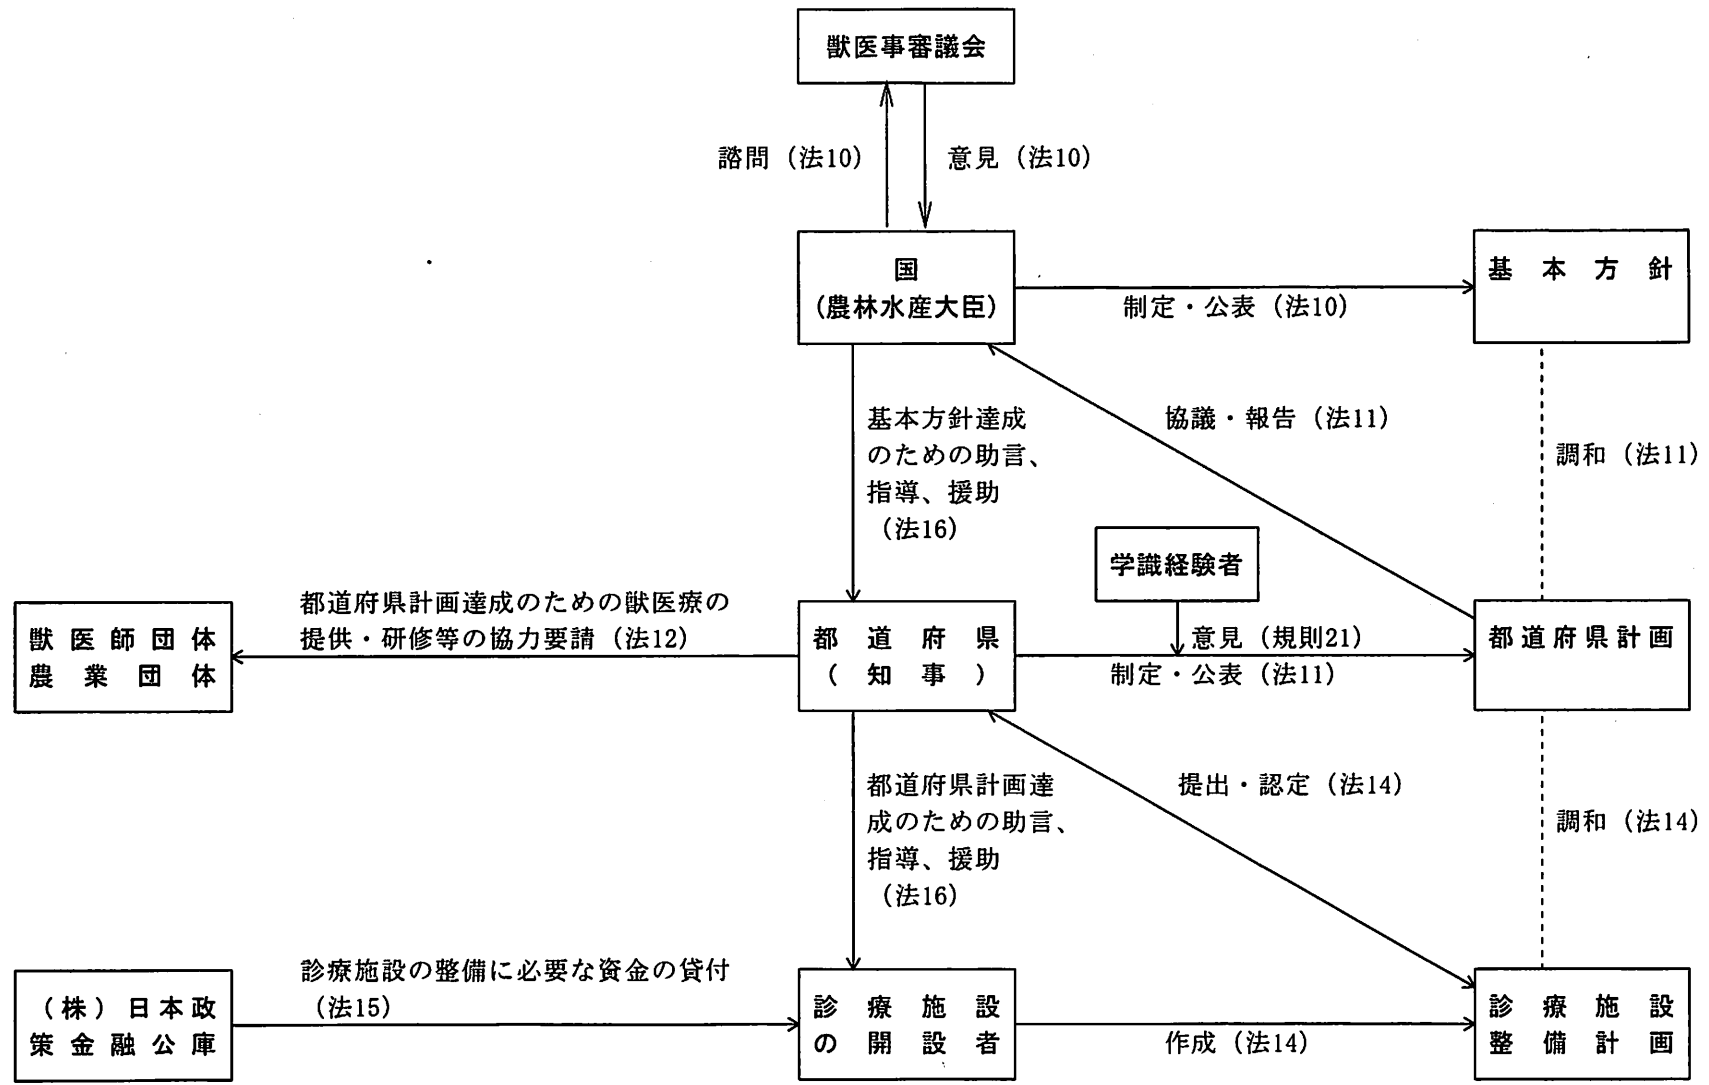 獣医事審議会
諮問（法10）
意見（法10）
国
（農林水産大臣）
基本方針
制定・公表（法10）
基本方針達成
のための助言、
指導、援助
（法16）
協議・報告（法11）
調和（法11）
学識経験者
都道府県計画達成のための獣医療の
提供・研修等の協力要請（法12）
獣医師団体
農業団体
都道府県
（知事）
意見（規則21）
制定・公表（法11）
都道府県計画
都道府県計画達
成のための助言、
指導、援助
（法16）
提出・認定（法14）
調和（法14）
診療施設の整備に必要な資金の貸付
（法15）
（株）日本政
策金融公庫
診療施設
の開設者
作成（法14）
診療施設
整備計画